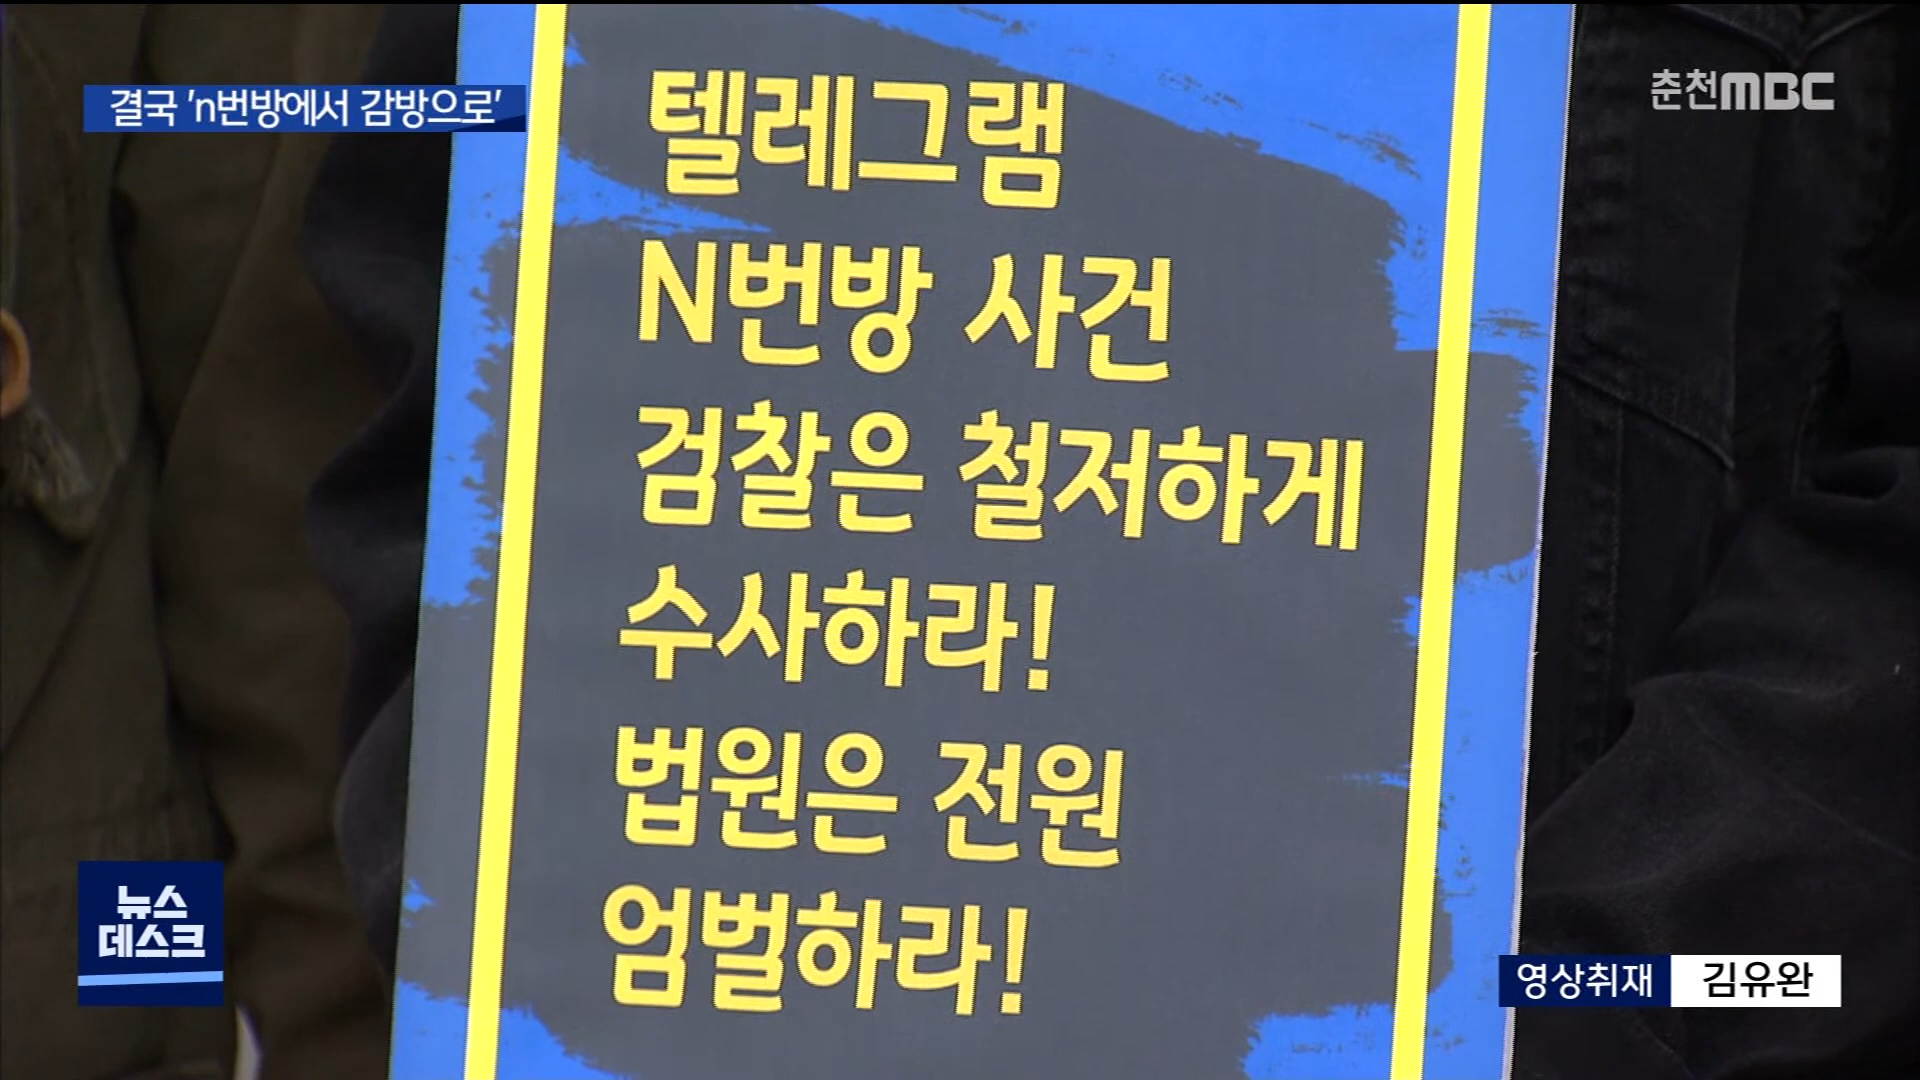 결국 'n번방에서 감방으로'
춘천MBC
텔레그램
N번방 사건
검찰은 철저하게
수사하라!
법원은 전원
엄벌하라!
뉴스
데스크
영상취재 김유완